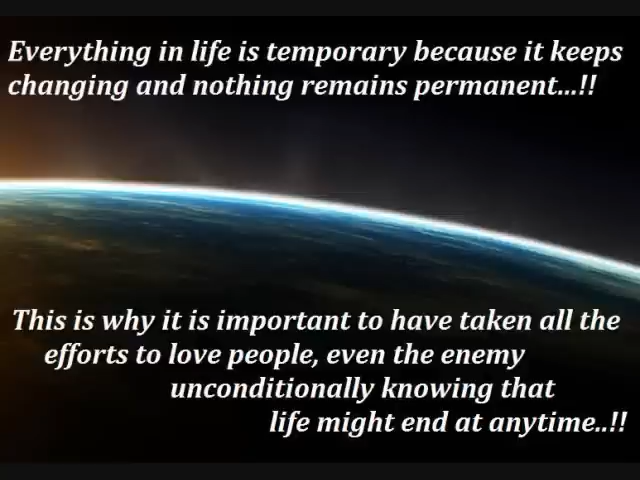 Everything in life is temporary because it keeps
changing and nothing remains permanent...!!
This is why it is important to have taken all the
efforts to love people, even the enemy
unconditionally knowing that
life might end at anytime..!!